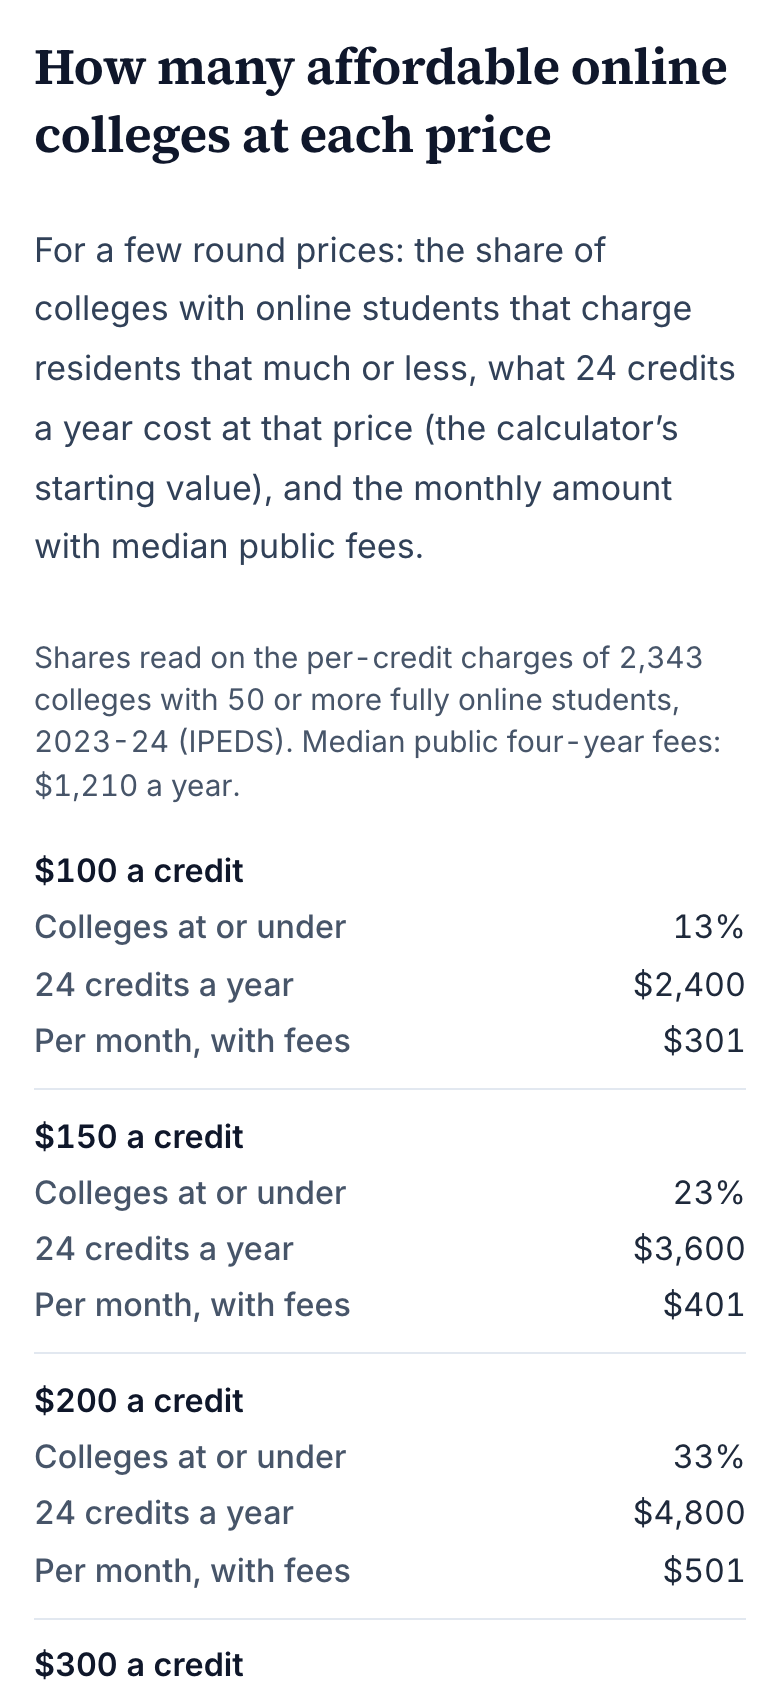 How many affordable online
colleges at each price
For a few round prices: the share of
colleges with online students that charge
residents that much or less, what 24 credits
a year cost at that price (the calculator’s
starting value), and the monthly amount
with median public fees.
Shares read on the per-credit charges of 2,343
colleges with 50 or more fully online students,
2023-24 (IPEDS). Median public four-year fees:
$1,210 a year.
$100 a credit
Colleges at or under 13%
24 credits a year $2,400
Per month, with fees $301
$150 a credit
Colleges at or under 23%
24 credits a year $3,600
Per month, with fees $401
$200 a credit
Colleges at or under 33%
24 credits a year $4,800
Per month, with fees $501
$300 a credit